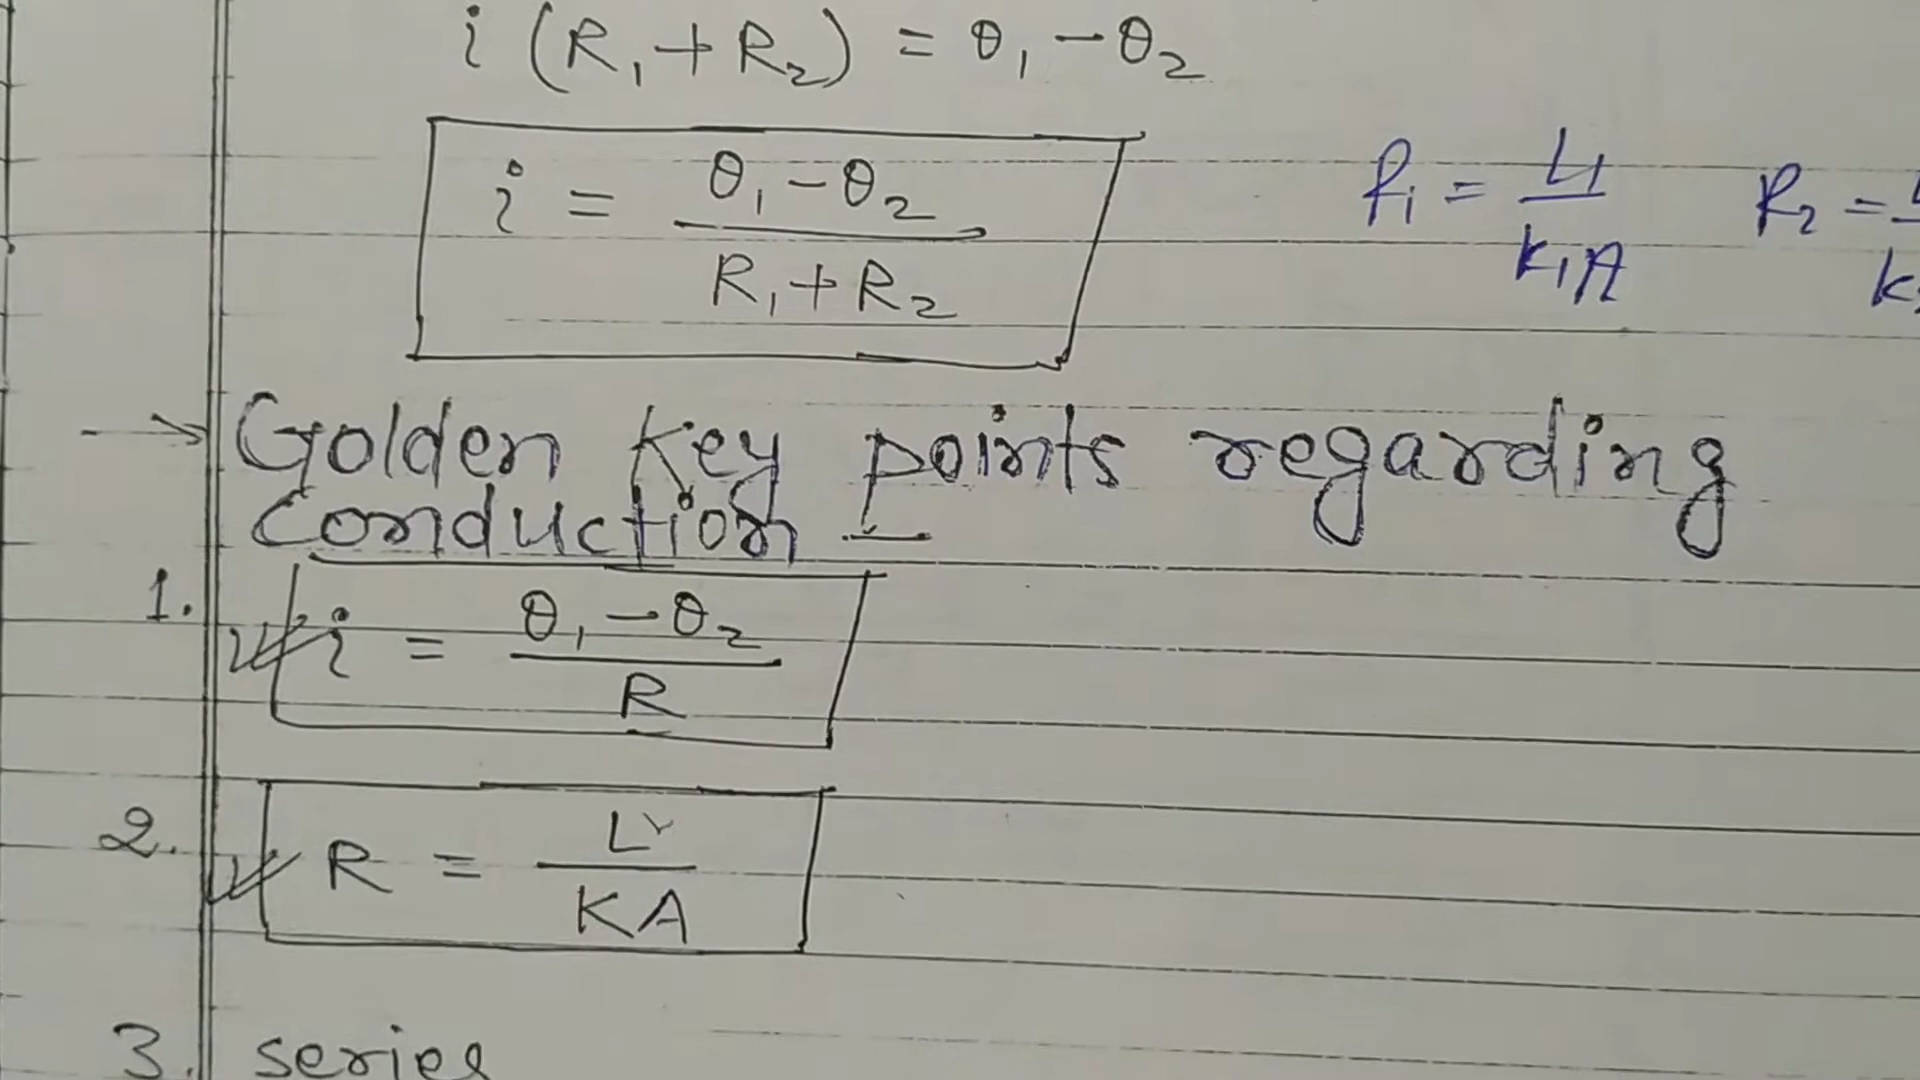 i (R₁+R₂) = θ₁-θ₂
i = θ₁-θ₂ / R₁+R₂
R₁ = L₁ / K₁A R₂ =
→ Golden Key points regarding
conduction _
1. i = θ₁-θ₂ / R
2. R = L / KA
3. series